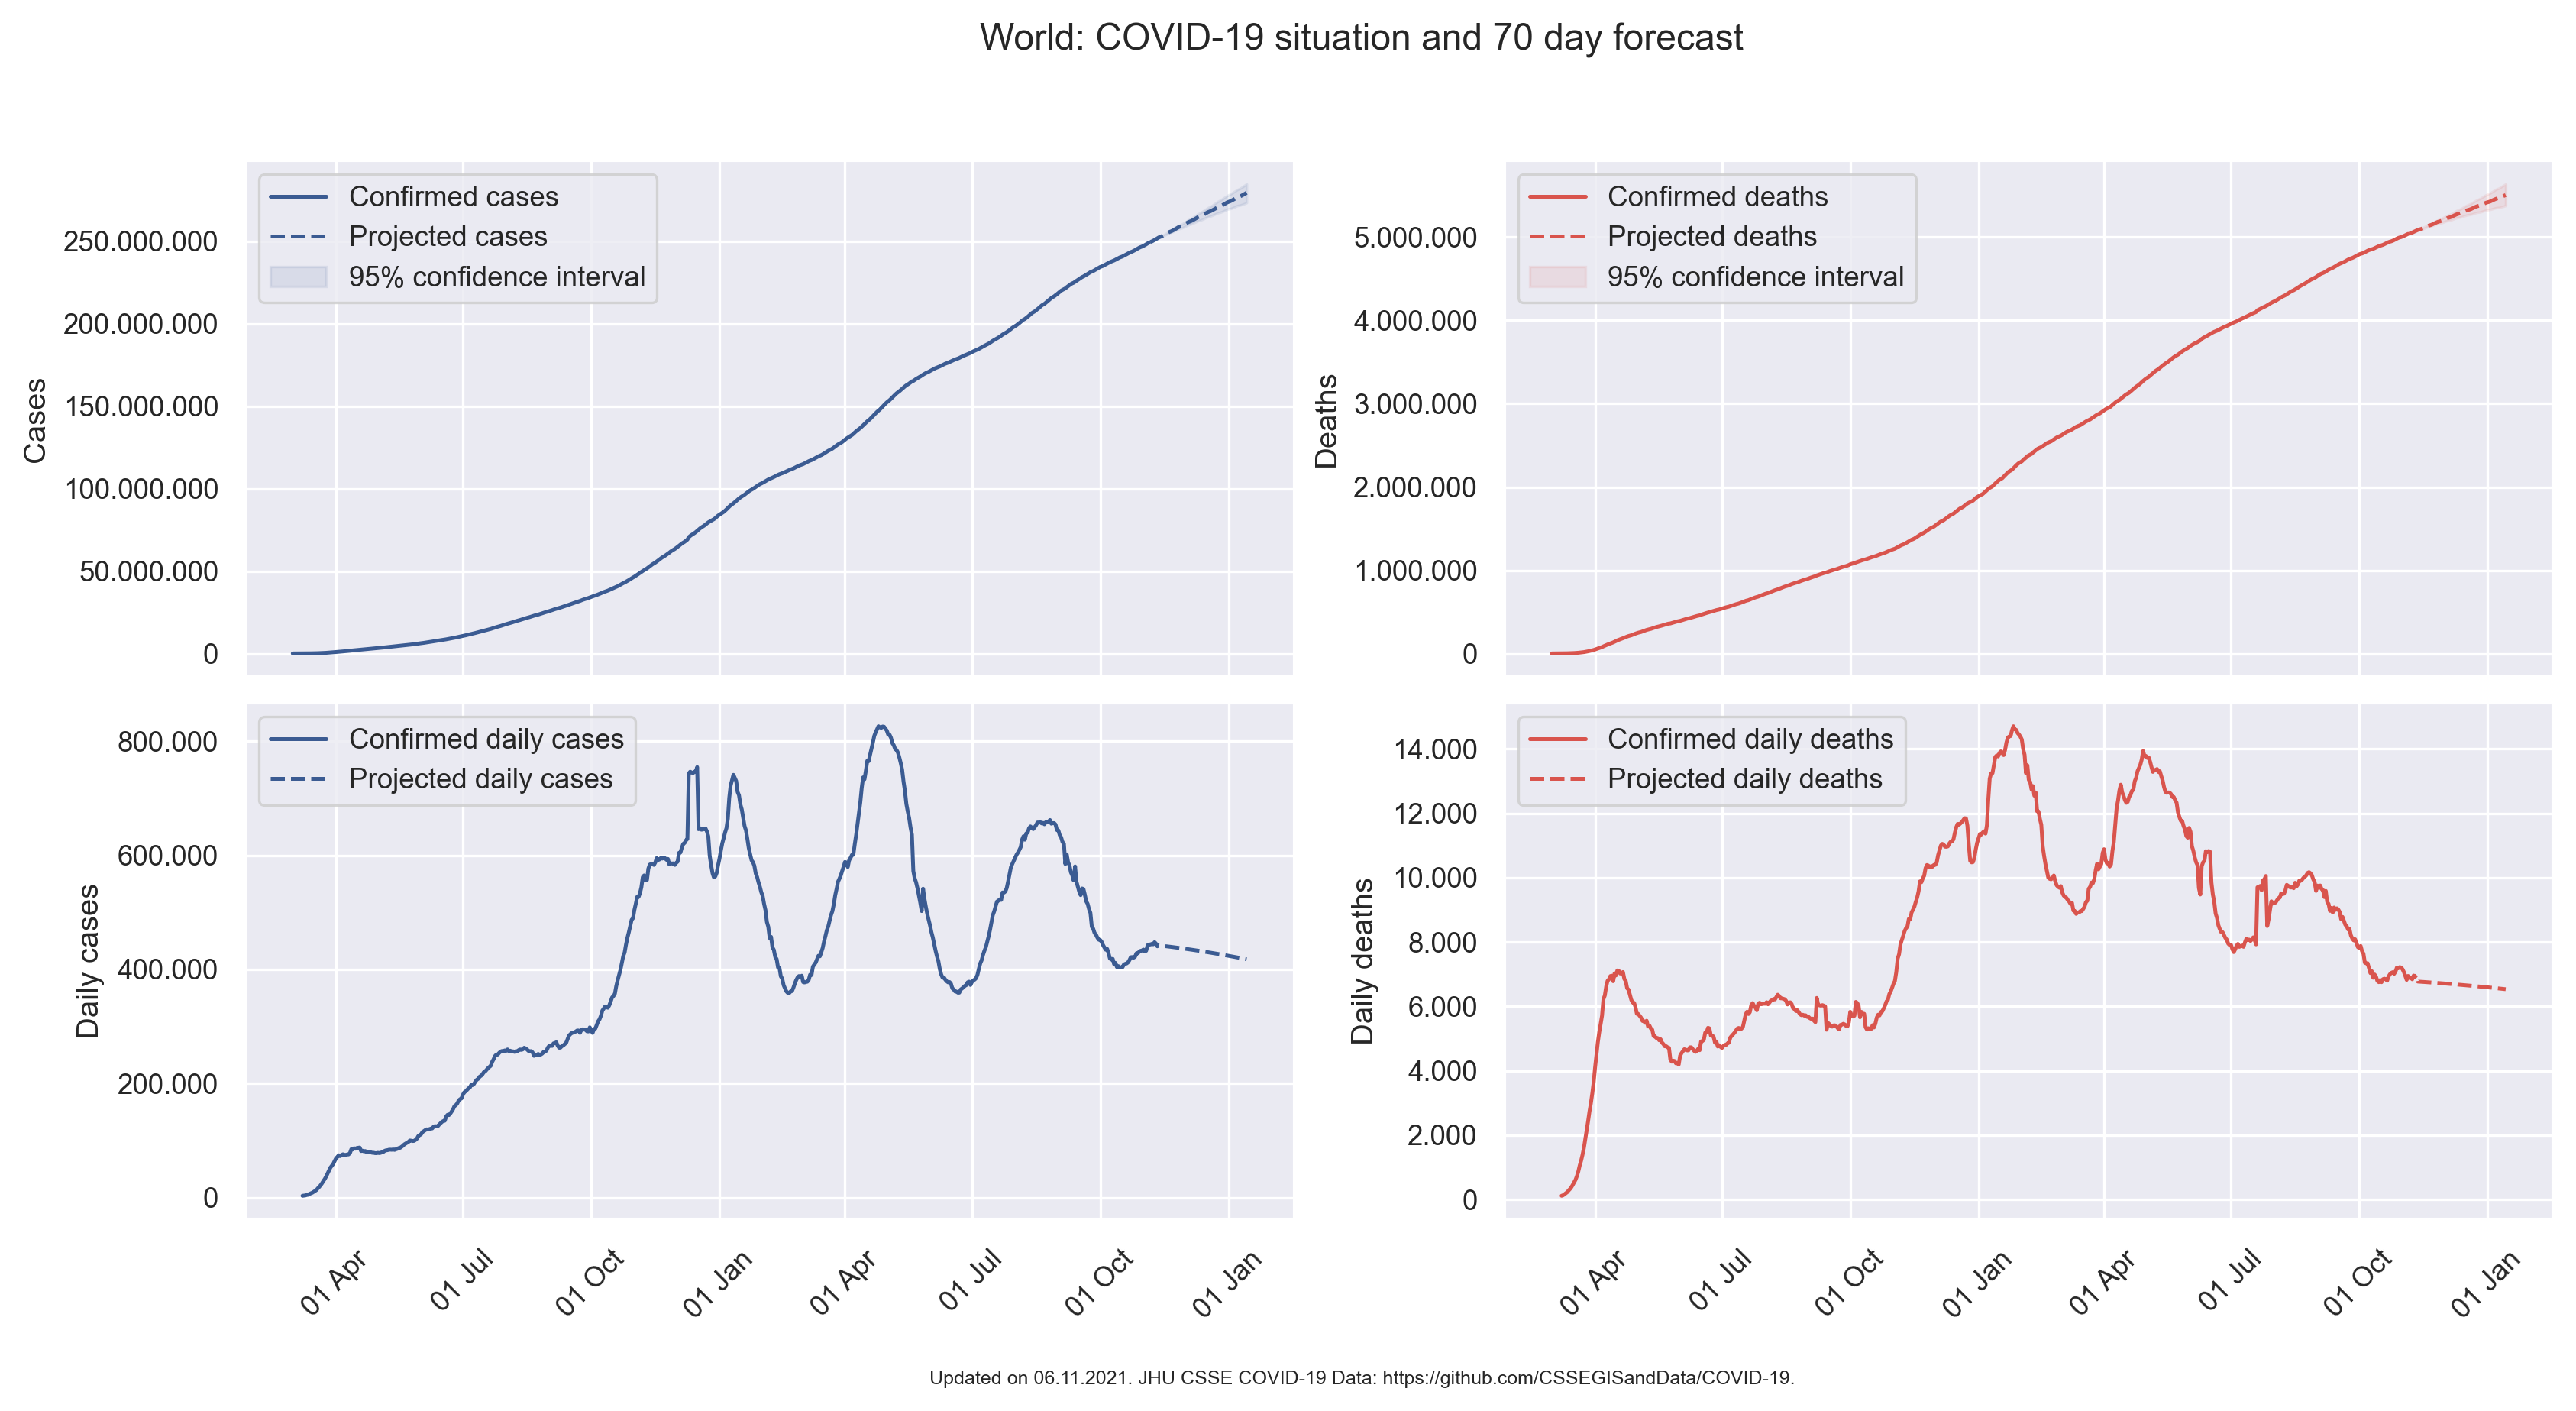 World: COVID-19 situation and 70 day forecast
Confirmed cases
Projected cases
95% confidence interval
Cases
250.000.000
200.000.000
150.000.000
100.000.000
50.000.000
0
Confirmed deaths
Projected deaths
95% confidence interval
Deaths
5.000.000
4.000.000
3.000.000
2.000.000
1.000.000
0
Confirmed daily cases
Projected daily cases
Daily cases
800.000
600.000
400.000
200.000
0
01 Apr
01 Jul
01 Oct
01 Jan
01 Apr
01 Jul
01 Oct
01 Jan
Confirmed daily deaths
Projected daily deaths
Daily deaths
14.000
12.000
10.000
8.000
6.000
4.000
2.000
0
01 Apr
01 Jul
01 Oct
01 Jan
01 Apr
01 Jul
01 Oct
01 Jan
Updated on 06.11.2021. JHU CSSE COVID-19 Data: https://github.com/CSSEGISandData/COVID-19.